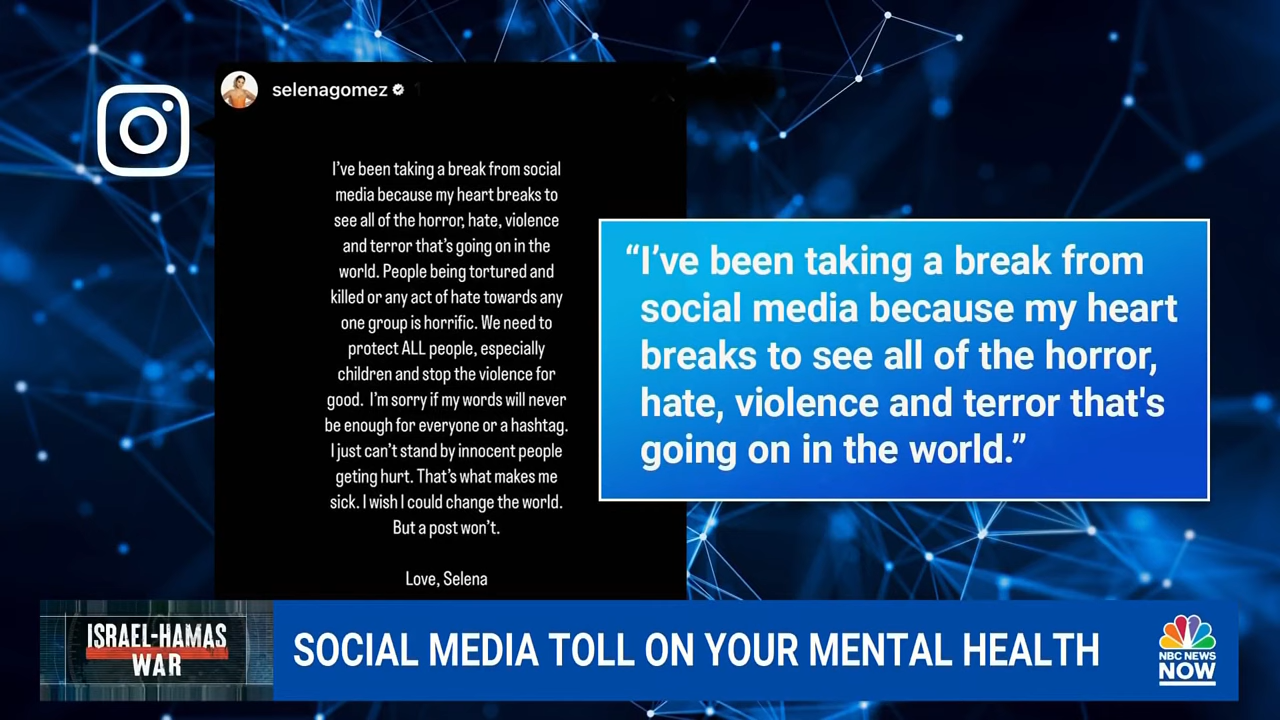 selenagomez
I've been taking a break from social
media because my heart breaks to
see all of the horror, hate, violence
and terror that's going on in the
world. People being tortured and
killed or any act of hate towards any
one group is horrific. We need to
protect ALL people, especially
children and stop the violence for
good. I'm sorry if my words will never
be enough for everyone or a hashtag.
I just can't stand by innocent people
geting hurt. That's what makes me
sick. I wish I could change the world.
But a post won't.
Love, Selena
“I’ve been taking a break from
social media because my heart
breaks to see all of the horror,
hate, violence and terror that's
going on in the world.”
ISRAEL-HAMAS
WAR
SOCIAL MEDIA TOLL ON YOUR MENTAL HEALTH
NBC NEWS
NOW